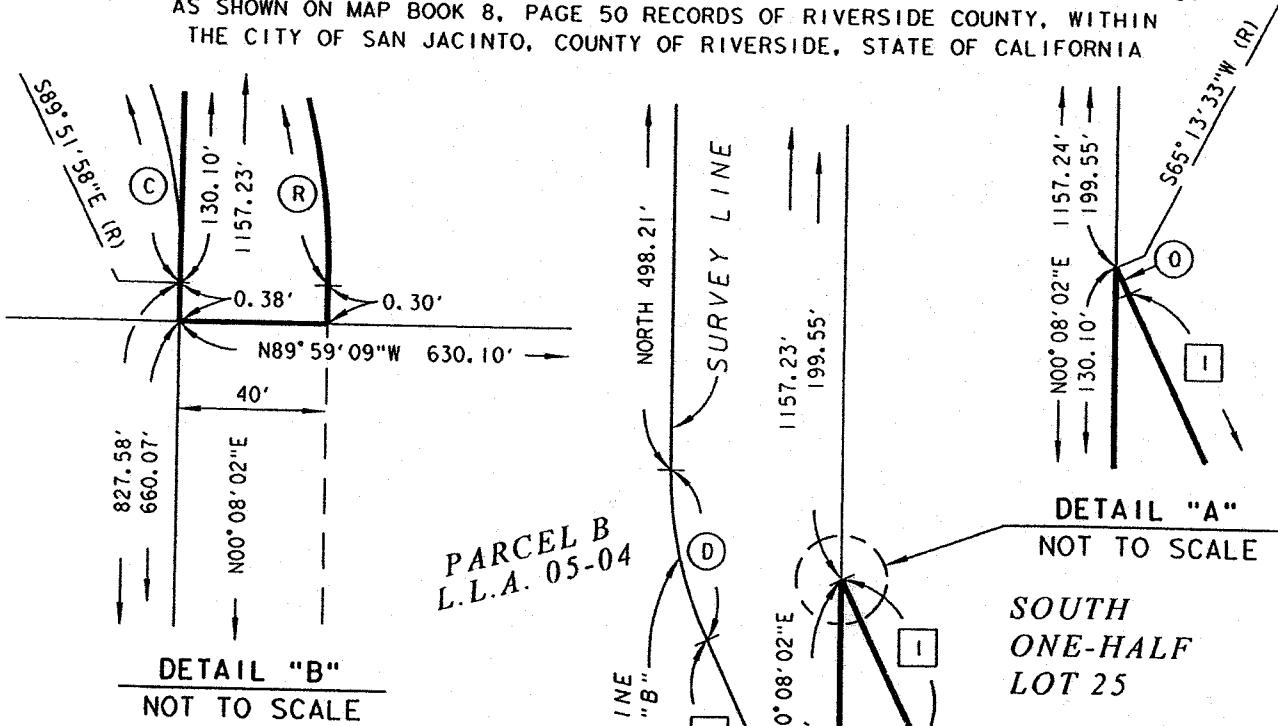 AS SHOWN ON MAP BOOK 8, PAGE 50 RECORDS OF RIVERSIDE COUNTY, WITHIN
THE CITY OF SAN JACINTO, COUNTY OF RIVERSIDE, STATE OF CALIFORNIA
S89°51'58"E (R)
C
130.10'
1157.23'
R
0.38'
0.30'
N89°59'09"W 630.10'
40'
827.58'
660.07'
N00°08'02"E
DETAIL "B"
NOT TO SCALE
PARCEL B
L.L.A. 05-04
NORTH 498.21'
SURVEY LINE
D
INE
"B"
1157.23'
199.55'
0°08'02"E
I
N00°08'02"E 1157.24'
130.10' 199.55'
S65°13'33"W (R)
O
I
DETAIL "A"
NOT TO SCALE
SOUTH
ONE-HALF
LOT 25